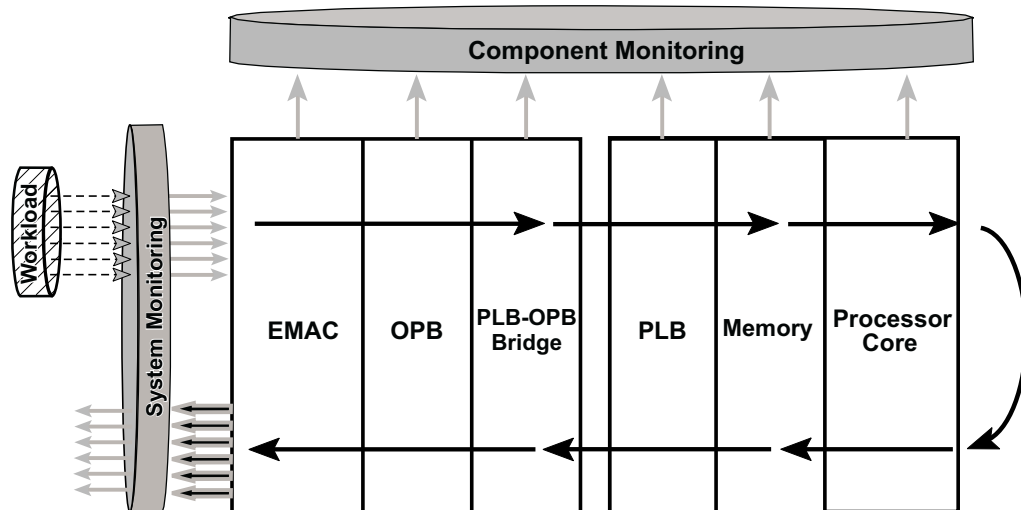 Component Monitoring
Workload
System Monitoring
EMAC
OPB
PLB-OPB
Bridge
PLB
Memory
Processor
Core